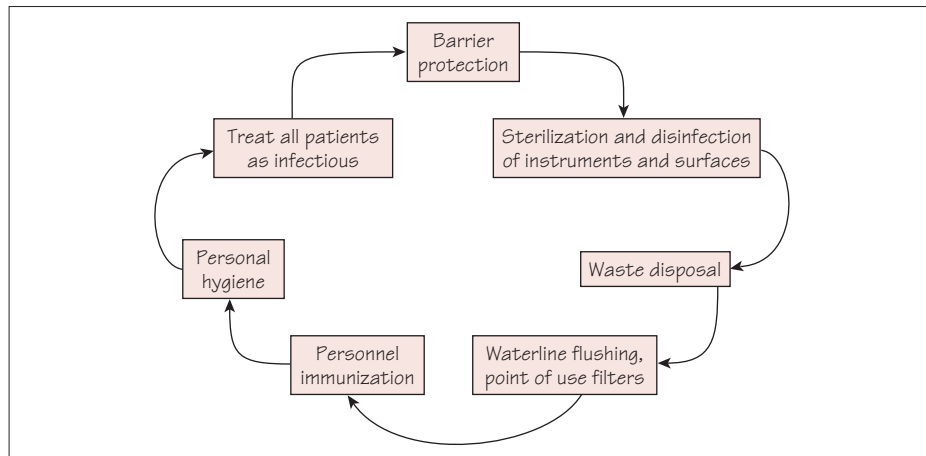 Barrier
protection
Treat all patients
as infectious
Sterilization and disinfection
of instruments and surfaces
Personal
hygiene
Waste disposal
Personnel
immunization
Waterline flushing,
point of use filters